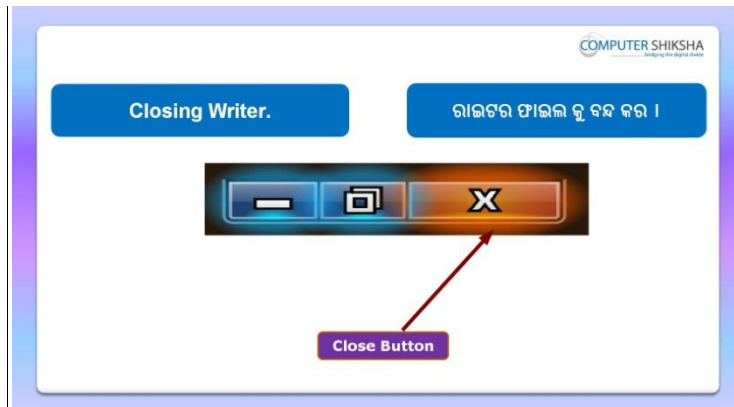 COMPUTER SHIKSHA
bridging the digital divide
Closing Writer.
ରାଇଟର ଫାଇଲ କୁ ବନ୍ଦ କର ।
X
Close Button